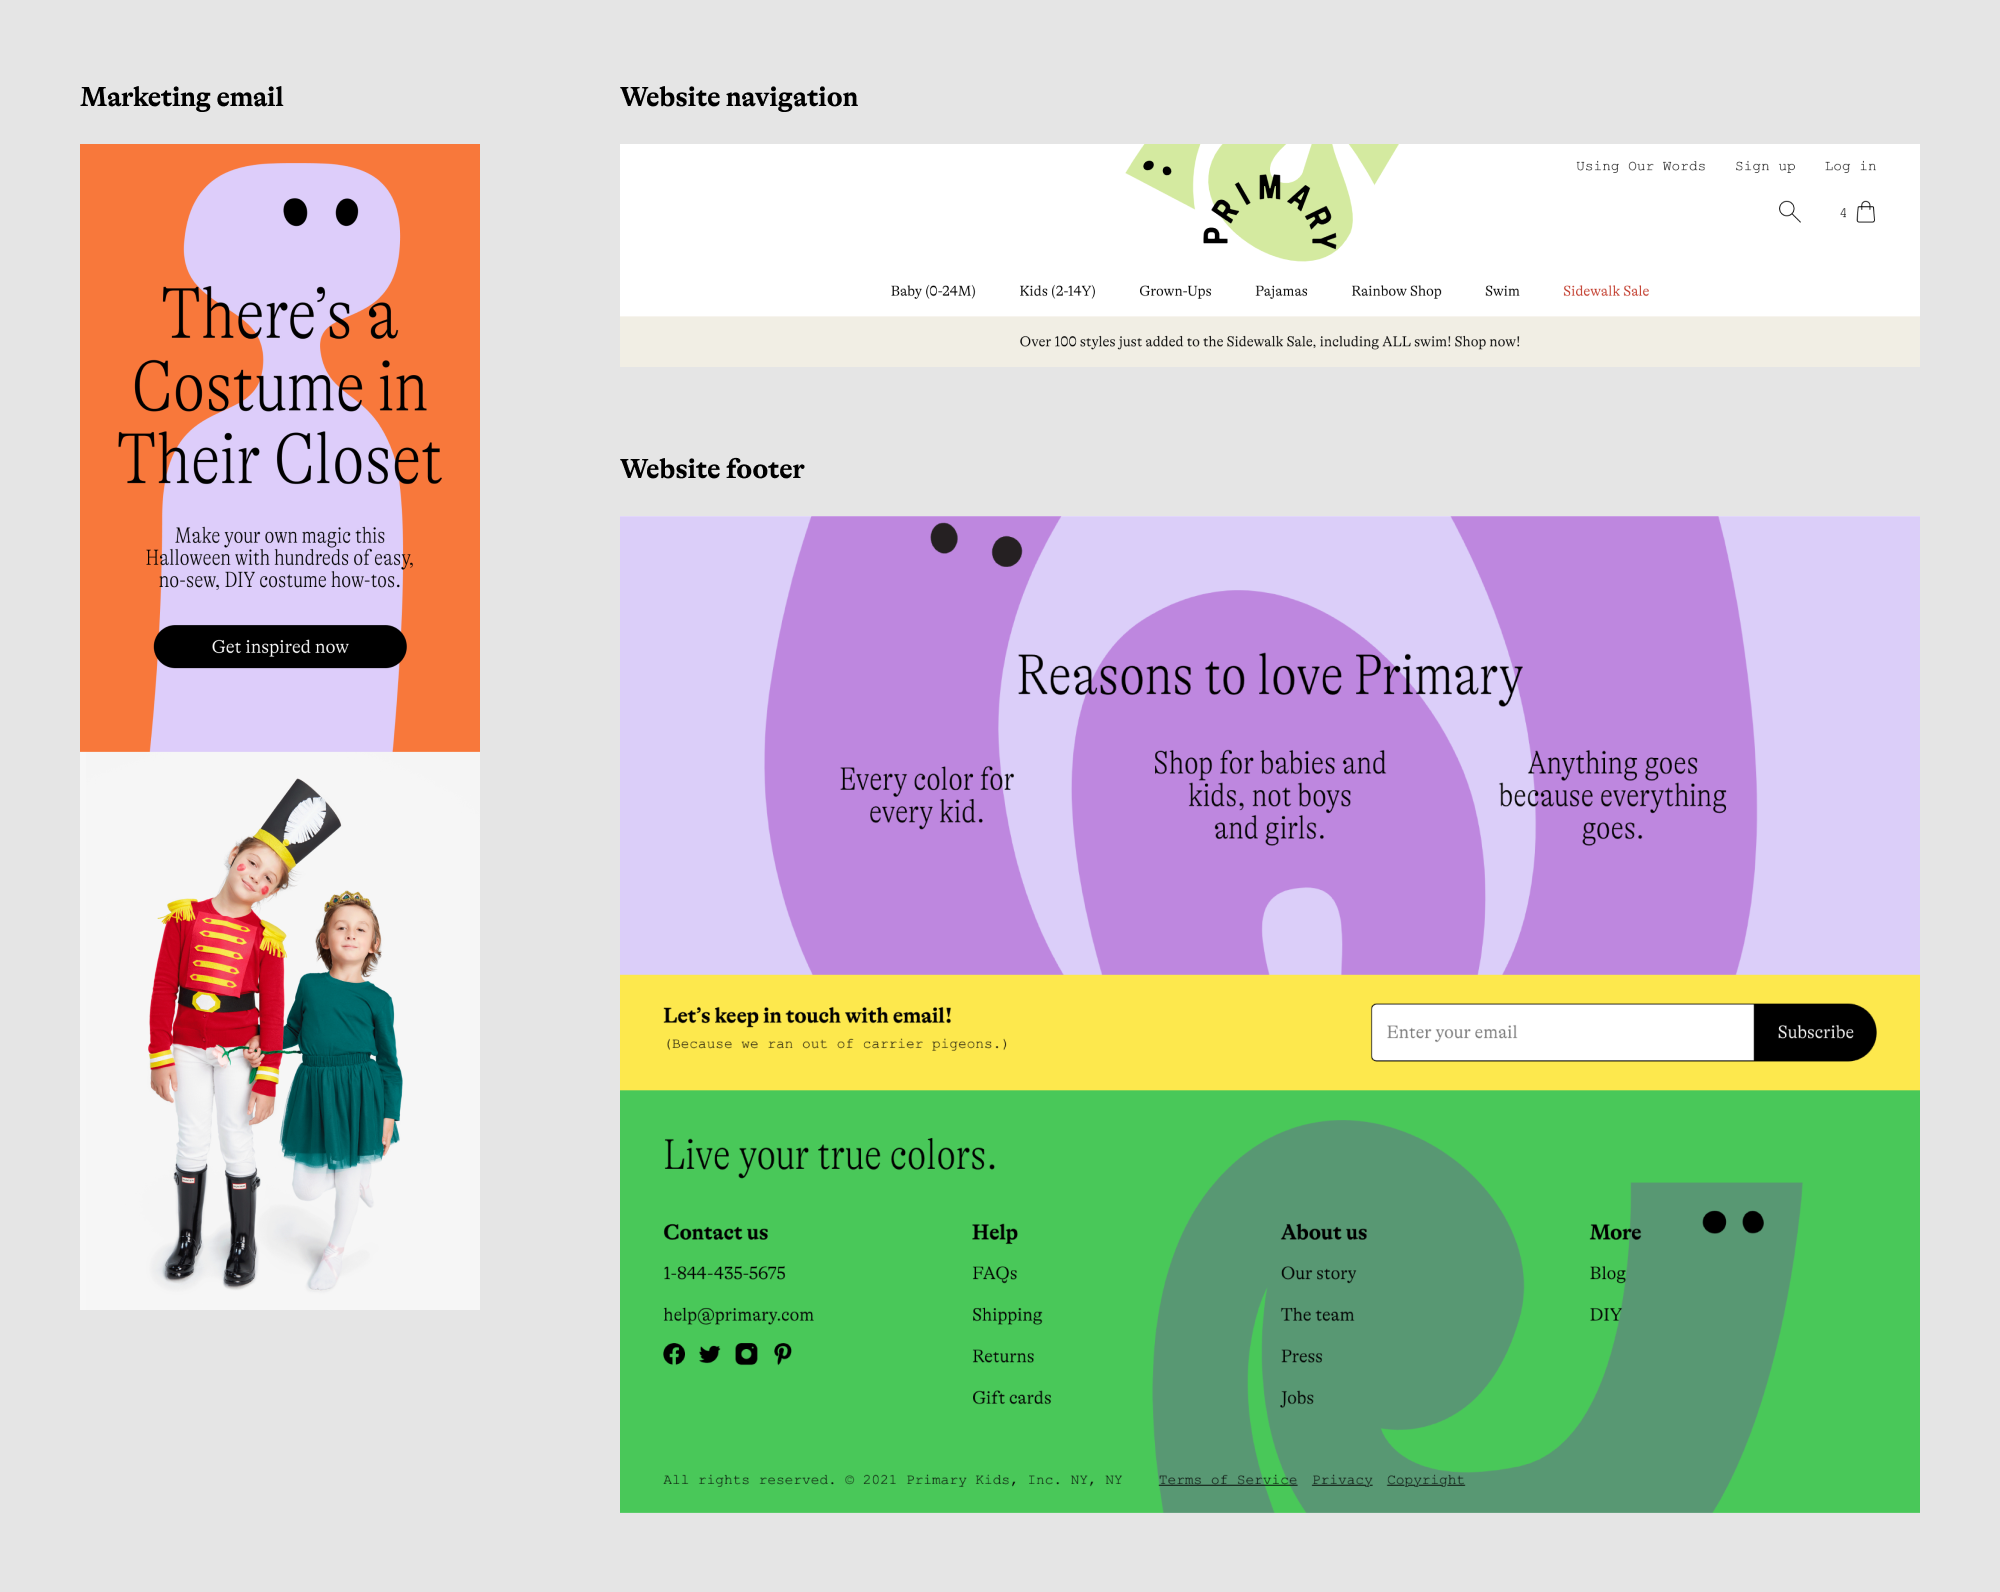 Marketing email
There's a
Costume in
Their Closet
Make your own magic this
Halloween with hundreds of easy,
no-sew, DIY costume how-tos.
Get inspired now
Website navigation
PRIMARY
Using Our Words Sign up Log in
4
Baby (0-24M) Kids (2-14Y) Grown-Ups Pajamas Rainbow Shop Swim Sidewalk Sale
Over 100 styles just added to the Sidewalk Sale, including ALL swim! Shop now!
Website footer
Reasons to love Primary
Every color for
every kid.
Shop for babies and
kids, not boys
and girls.
Anything goes
because everything
goes.
Let's keep in touch with email!
(Because we ran out of carrier pigeons.)
Enter your email Subscribe
Live your true colors.
Contact us
1-844-435-5675
help@primary.com
Help
FAQs
Shipping
Returns
Gift cards
About us
Our story
The team
Press
Jobs
More
Blog
DIY
All rights reserved. © 2021 Primary Kids, Inc. NY, NY Terms of Service Privacy Copyright